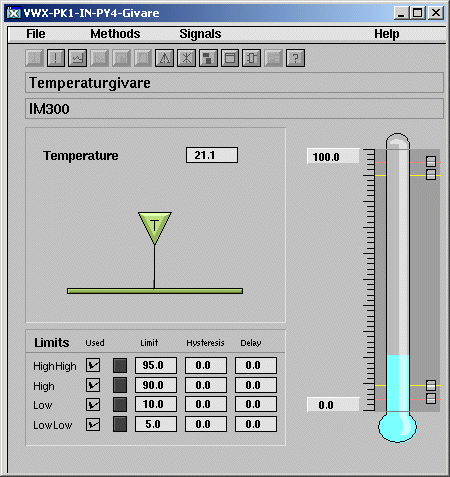 VWX-PK1-IN-PY4-Givare
File Methods Signals Help
Temperaturgivare
IM300
Temperature 21.1
100.0
T
Limits Used Limit Hysteresis Delay
HighHigh 95.0 0.0 0.0
High 90.0 0.0 0.0
Low 10.0 0.0 0.0
LowLow 5.0 0.0 0.0
0.0